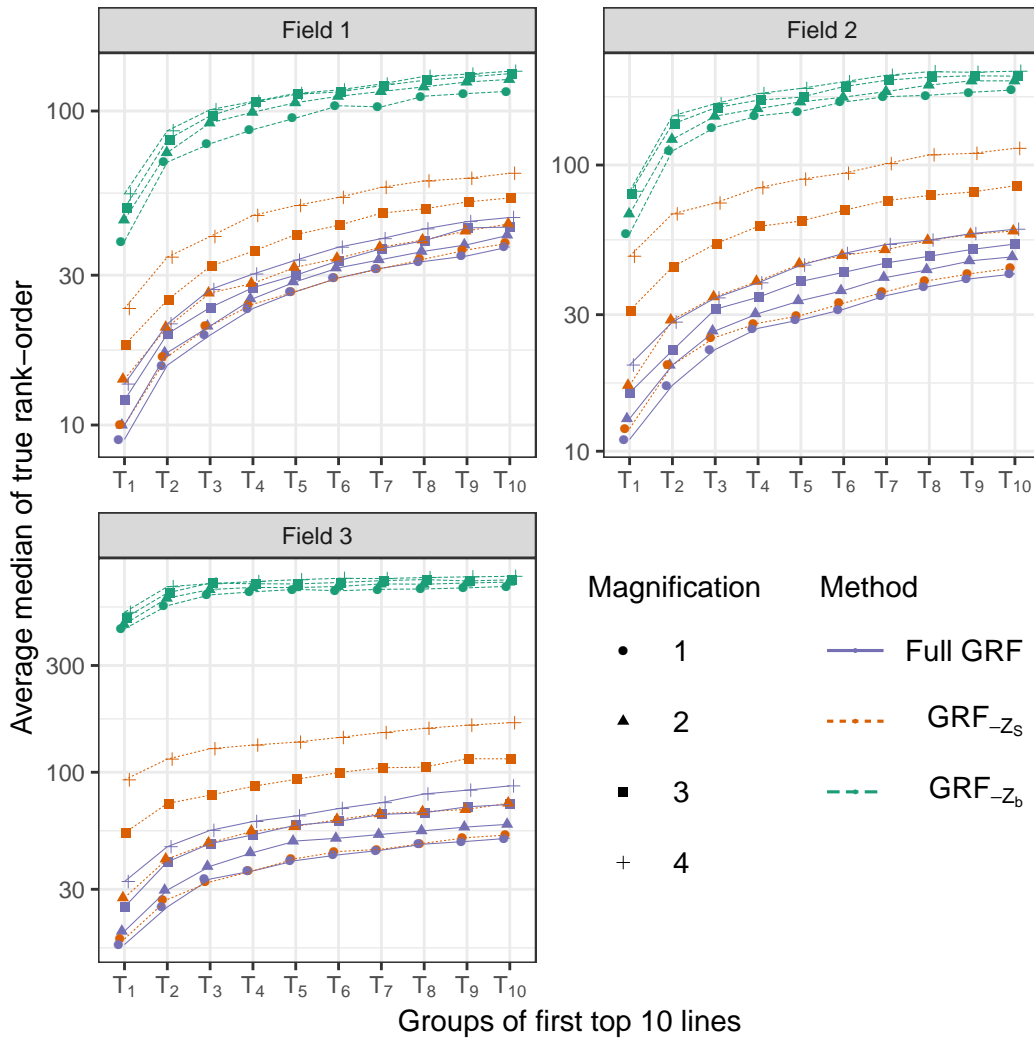 Field 1
Field 2
100
30
10
T1 T2 T3 T4 T5 T6 T7 T8 T9 T10
100
30
10
T1 T2 T3 T4 T5 T6 T7 T8 T9 T10
Field 3
300
100
30
T1 T2 T3 T4 T5 T6 T7 T8 T9 T10
Average median of true rank−order
Groups of first top 10 lines
Magnification
1
2
3
4
Method
Full GRF
GRF−ZS
GRF−Zb